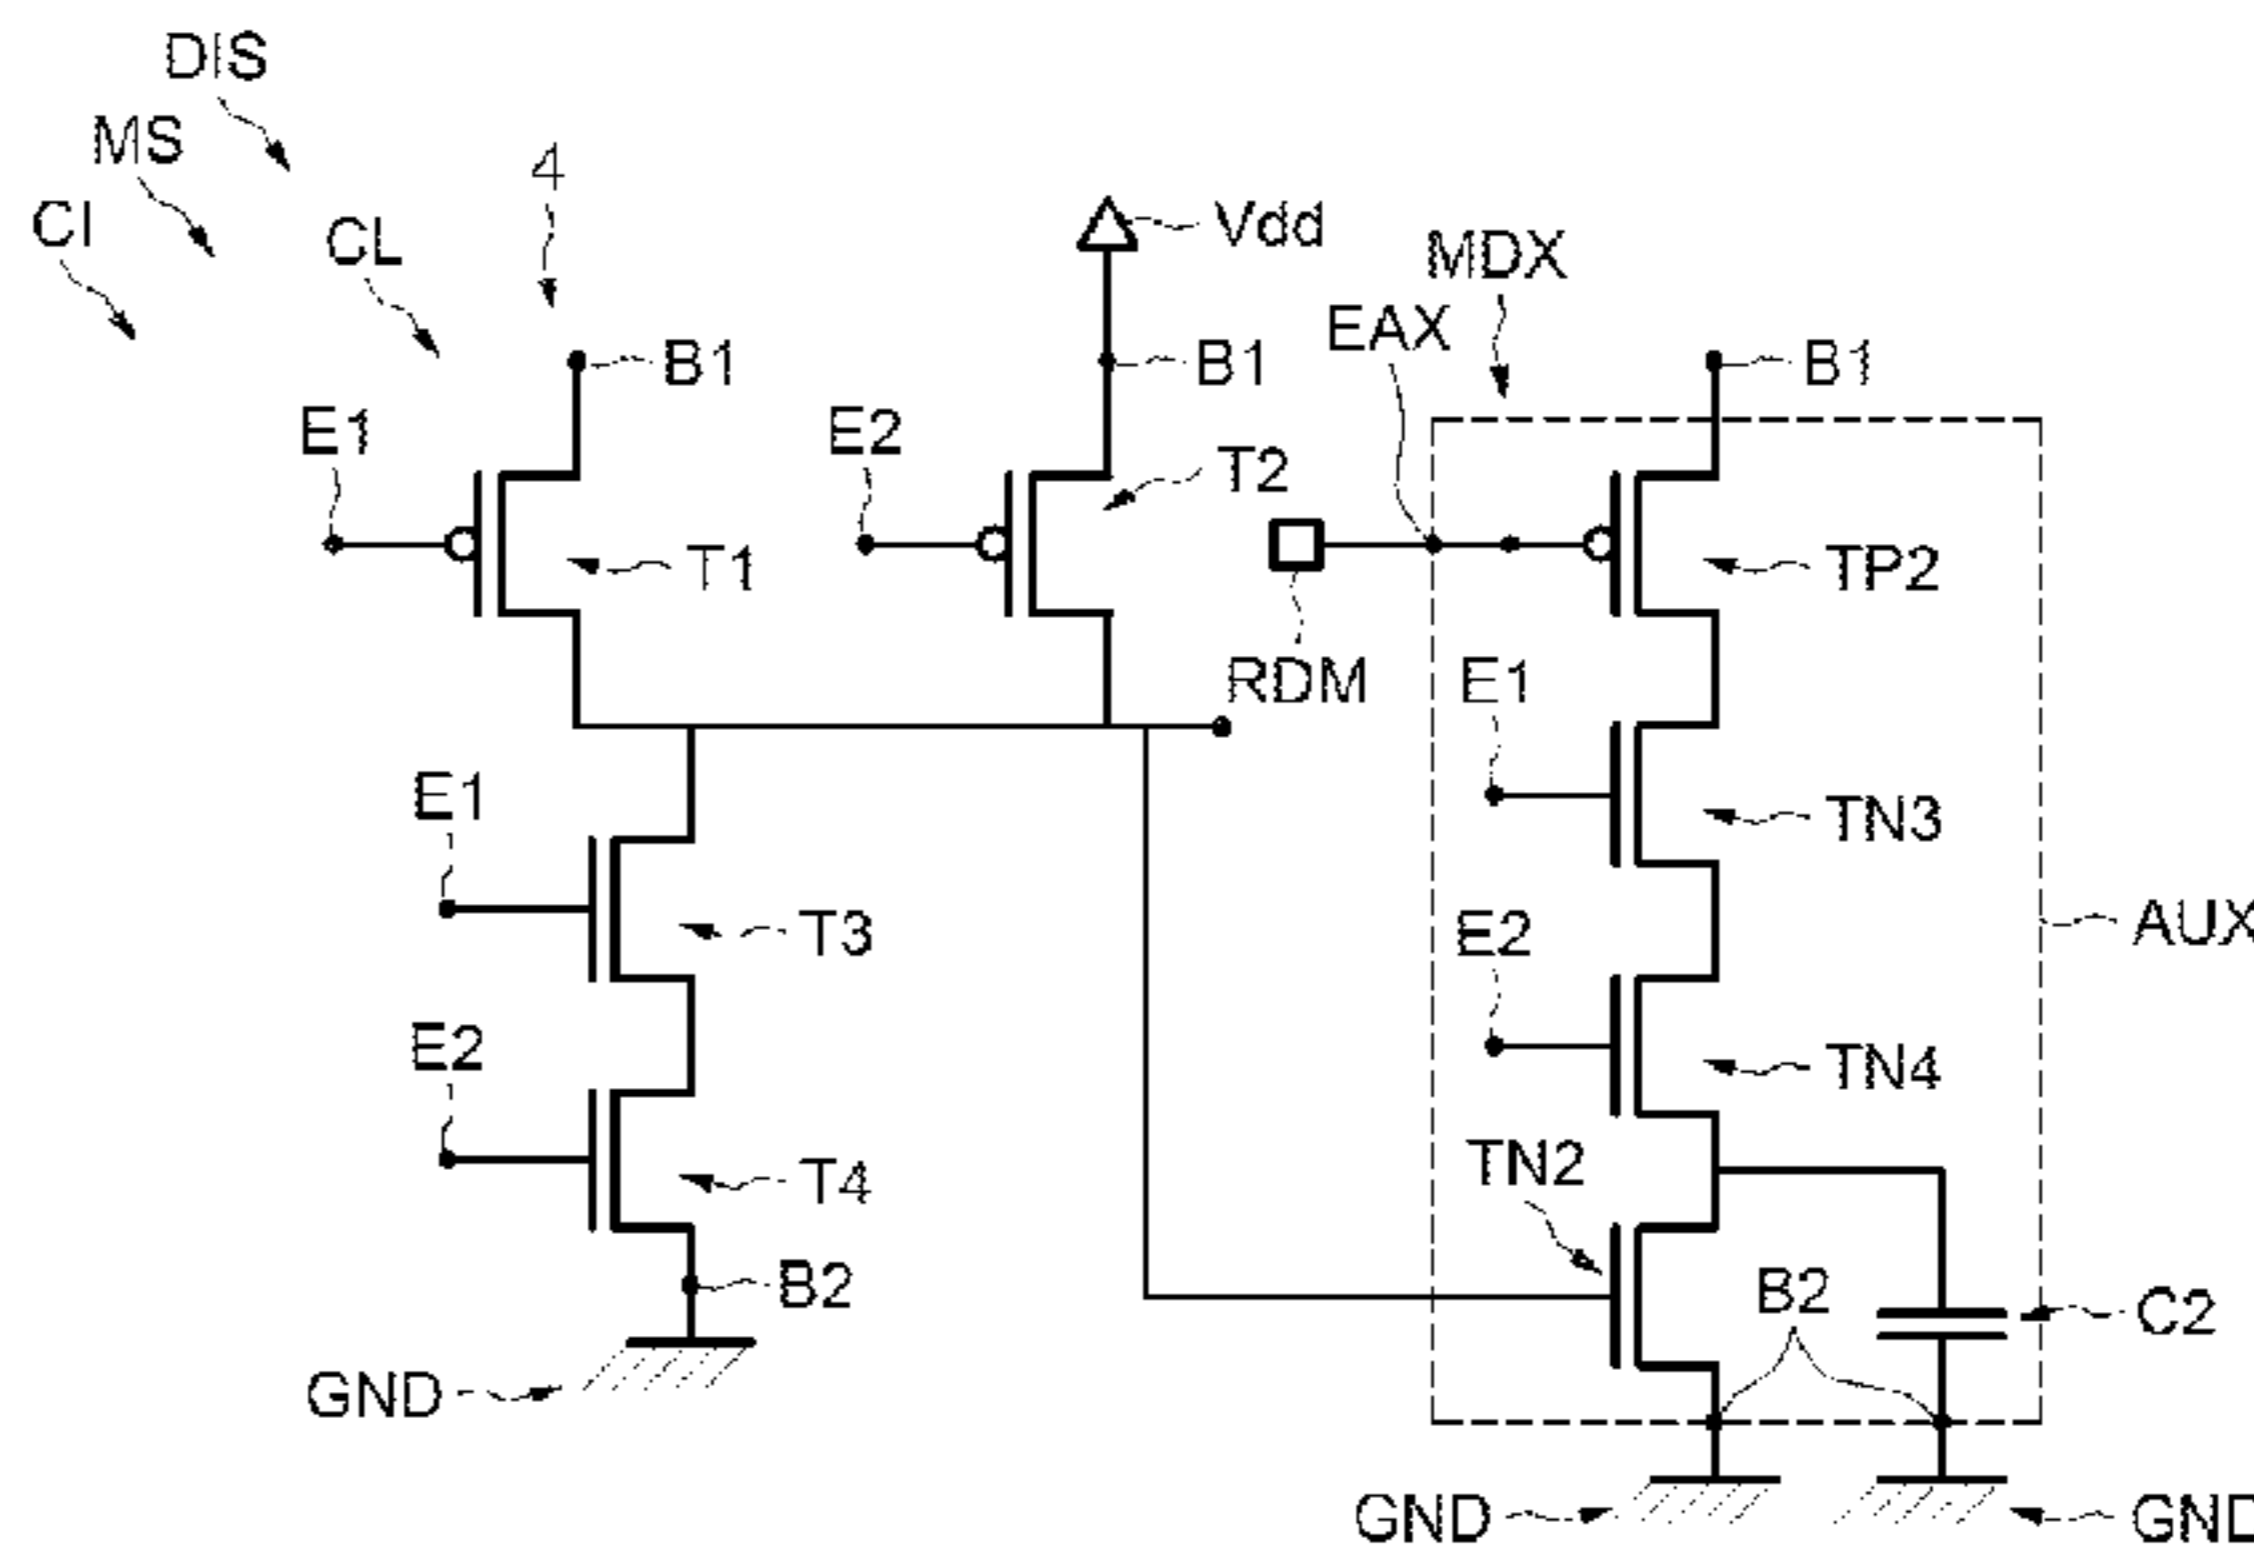 DIS
MS
CI
CL
4
Vdd
MDX
EAX
B1
B1
B1
E1
E2
T2
T1
TP2
RDM
E1
E1
TN3
T3
E2
AUX
E2
TN4
T4
TN2
B2
B2
C2
GND
GND
GND